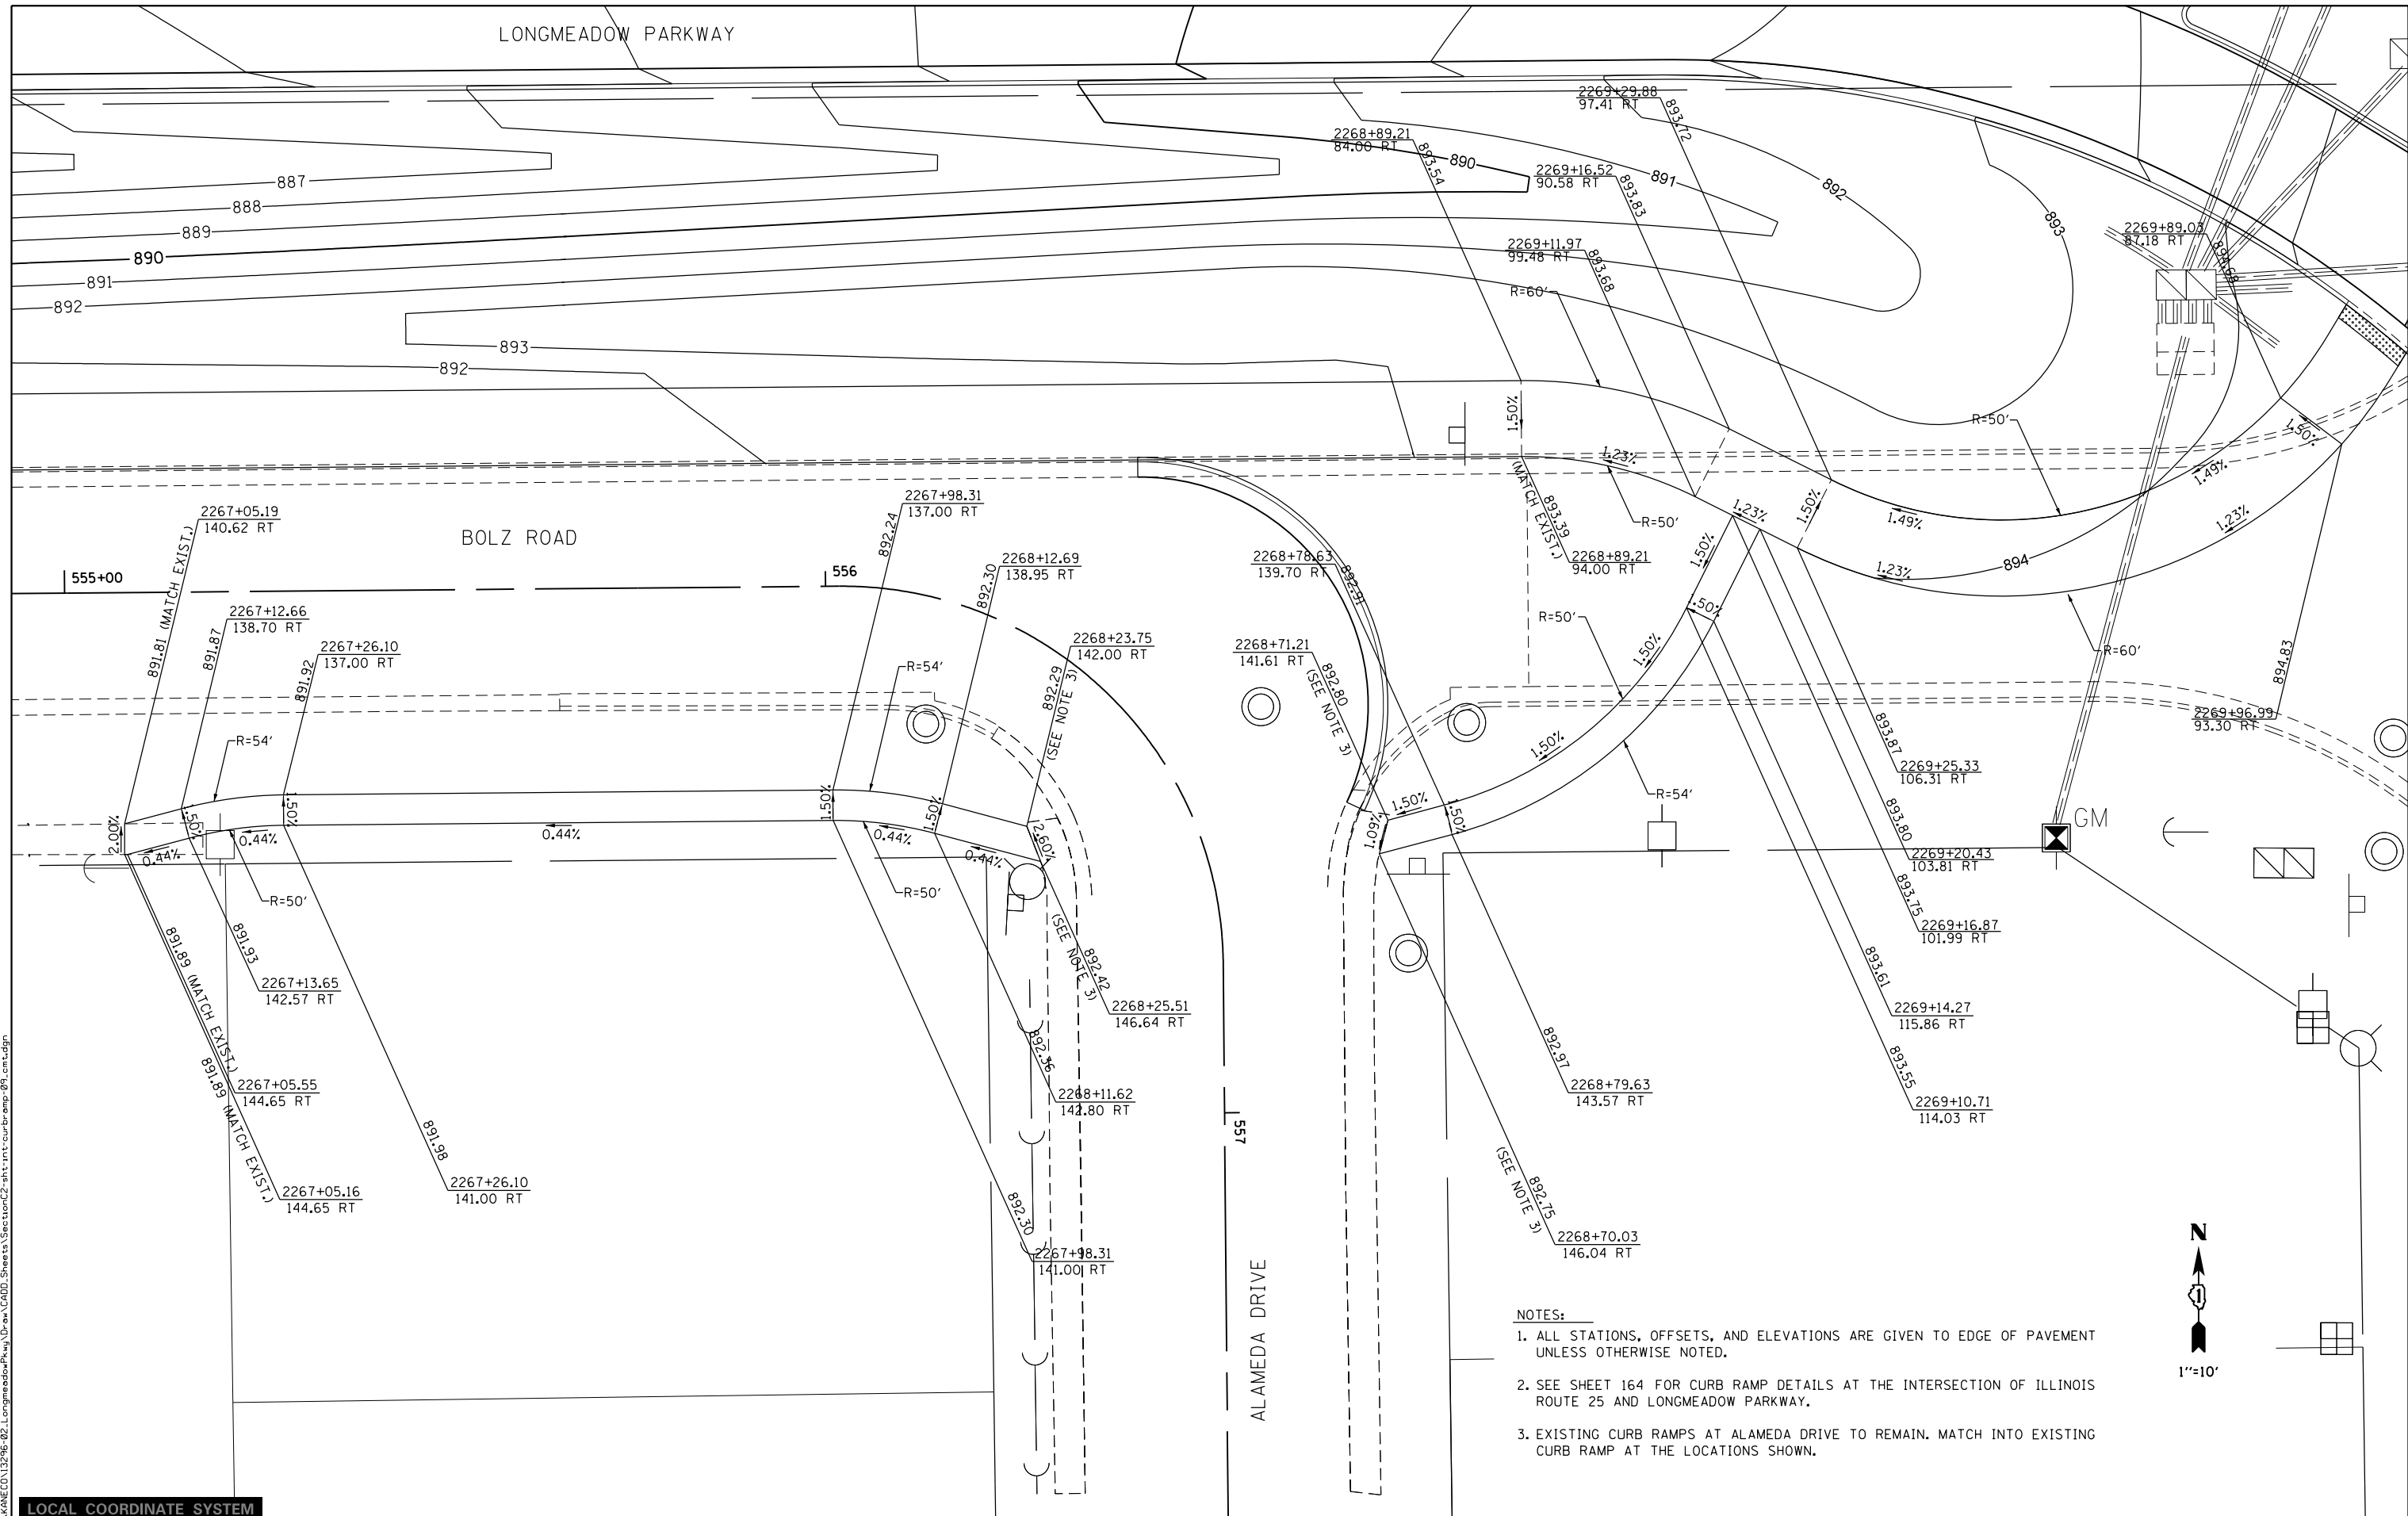 LONGMEADOW PARKWAY
2269+29.88
97.41 RT
893.72
2268+89.21
84.00 RT
893.54
890
2269+16.52
90.58 RT
893.83
891
892
893
887
888
889
890
891
892
2269+11.97
99.48 RT
893.68
2269+89.03
87.18 RT
894.68
R=60'
893
892
1.50%
R=50'
1.50%
1.23%
1.49%
(MATCH EXIST.)
893.39
2268+89.21
94.00 RT
R=50'
1.23%
1.50%
1.49%
1.23%
2267+05.19
140.62 RT
891.81 (MATCH EXIST.)
BOLZ ROAD
2267+98.31
137.00 RT
892.24
2268+12.69
138.95 RT
892.30
2268+78.63
139.70 RT
892.91
1.50%
894
1.23%
555+00
556
2267+12.66
138.70 RT
891.87
2267+26.10
137.00 RT
891.92
2268+23.75
142.00 RT
892.29
(SEE NOTE 3)
R=54'
2268+71.21
141.61 RT
892.80
(SEE NOTE 3)
R=50'
1.50%
1.50%
R=60'
894.83
2269+96.99
93.30 RT
R=54'
1.50%
893.87
2269+25.33
106.31 RT
R=54'
2.00%
1.50%
1.50%
0.44%
0.44%
0.44%
1.50%
1.50%
0.44%
0.44%
2.60%
1.09%
1.50%
1.50%
GM
893.80
2269+20.43
103.81 RT
R=50'
R=50'
893.75
2269+16.87
101.99 RT
891.89 (MATCH EXIST.)
891.93
2267+13.65
142.57 RT
(SEE NOTE 3)
892.42
2268+25.51
146.64 RT
893.61
2269+14.27
115.86 RT
2267+05.55
144.65 RT
891.89 (MATCH EXIST.)
892.36
2268+11.62
142.80 RT
892.97
2268+79.63
143.57 RT
893.55
2269+10.71
114.03 RT
557
891.98
2267+05.16
144.65 RT
2267+26.10
141.00 RT
892.30
2267+98.31
141.00 RT
892.75
(SEE NOTE 3)
2268+70.03
146.04 RT
ALAMEDA DRIVE
N
1
1''=10'
NOTES:
1. ALL STATIONS, OFFSETS, AND ELEVATIONS ARE GIVEN TO EDGE OF PAVEMENT
UNLESS OTHERWISE NOTED.
2. SEE SHEET 164 FOR CURB RAMP DETAILS AT THE INTERSECTION OF ILLINOIS
ROUTE 25 AND LONGMEADOW PARKWAY.
3. EXISTING CURB RAMPS AT ALAMEDA DRIVE TO REMAIN. MATCH INTO EXISTING
CURB RAMP AT THE LOCATIONS SHOWN.
LOCAL COORDINATE SYSTEM